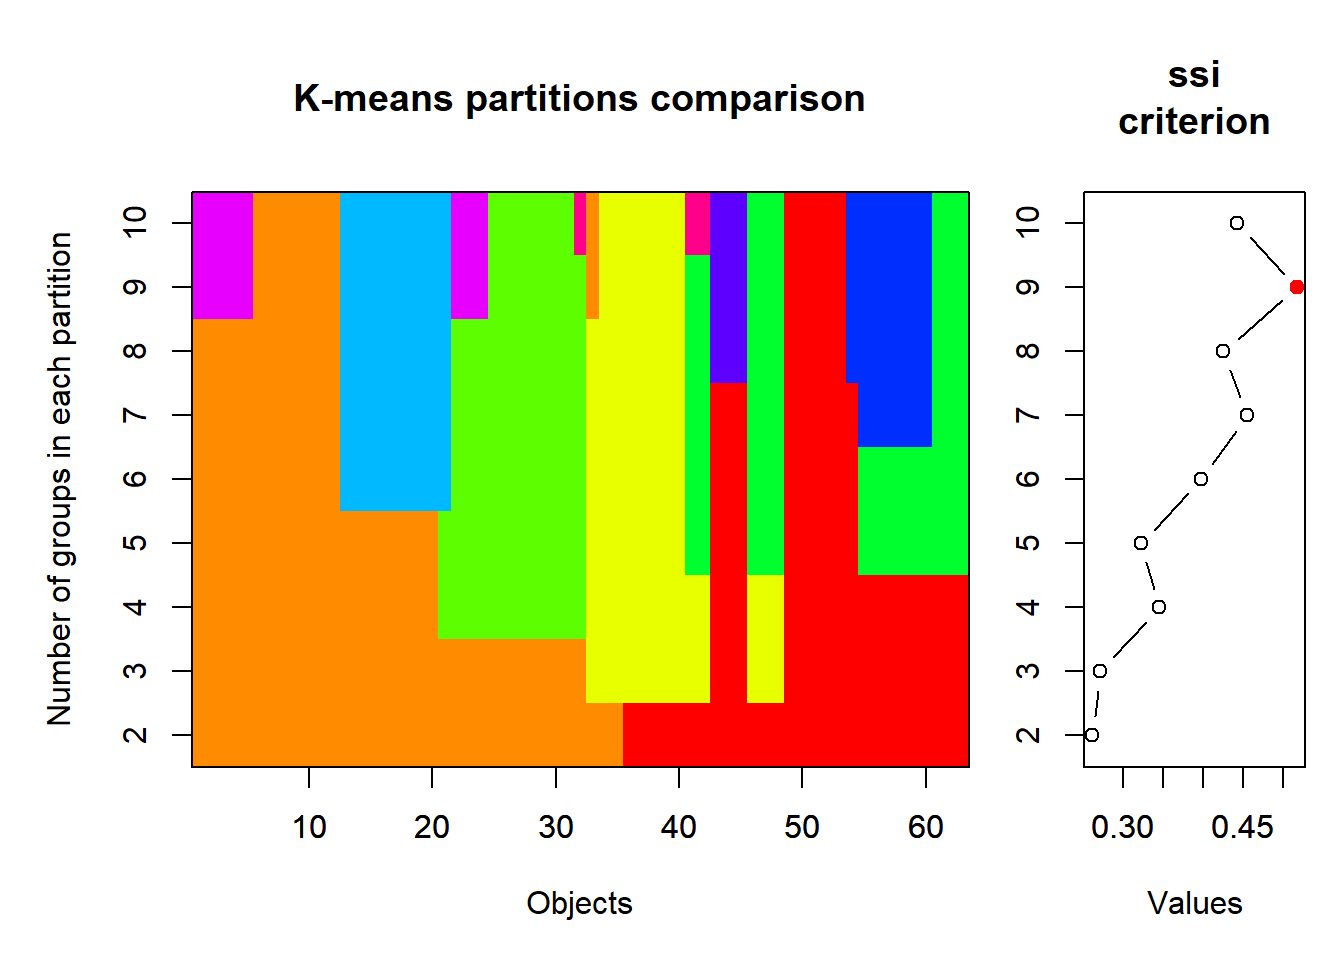 K-means partitions comparison
ssi
criterion
Number of groups in each partition
10
9
8
7
6
5
4
3
2
10 20 30 40 50 60
Objects
10
9
8
7
6
5
4
3
2
0.30 0.45
Values